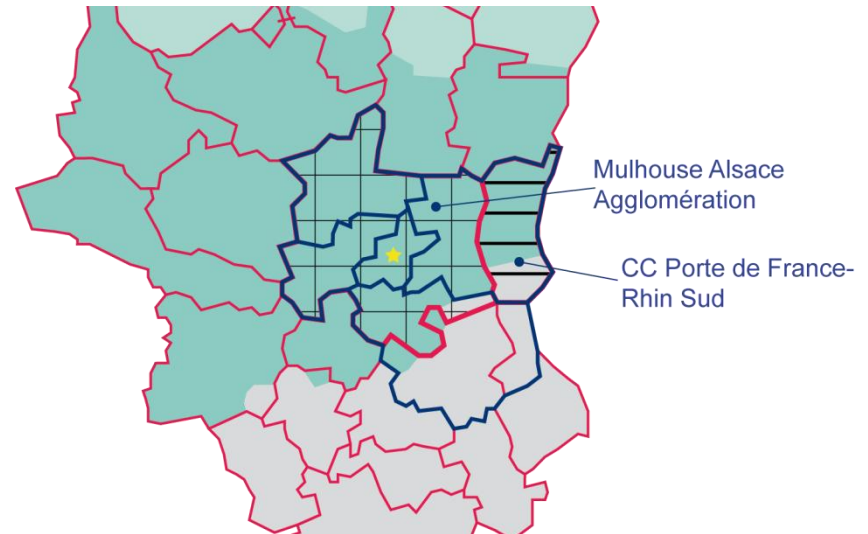 Mulhouse Alsace
Agglomération
CC Porte de France-
Rhin Sud